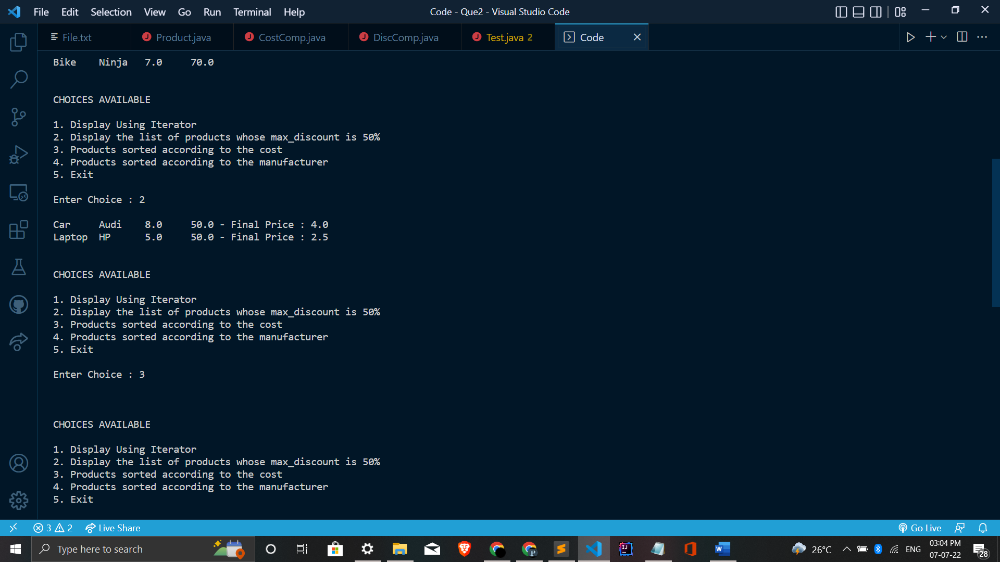 File Edit Selection View Go Run Terminal Help Code - Que2 - Visual Studio Code
File.txt Product.java CostComp.java DiscComp.java Test.java 2 Code
Bike Ninja 7.0 70.0
CHOICES AVAILABLE
1. Display Using Iterator
2. Display the list of products whose max_discount is 50%
3. Products sorted according to the cost
4. Products sorted according to the manufacturer
5. Exit
Enter Choice : 2
Car Audi 8.0 50.0 - Final Price : 4.0
Laptop HP 5.0 50.0 - Final Price : 2.5
CHOICES AVAILABLE
1. Display Using Iterator
2. Display the list of products whose max_discount is 50%
3. Products sorted according to the cost
4. Products sorted according to the manufacturer
5. Exit
Enter Choice : 3
CHOICES AVAILABLE
1. Display Using Iterator
2. Display the list of products whose max_discount is 50%
3. Products sorted according to the cost
4. Products sorted according to the manufacturer
5. Exit
3 2 Live Share Go Live
Type here to search 26°C ENG 03:04 PM
07-07-22 28